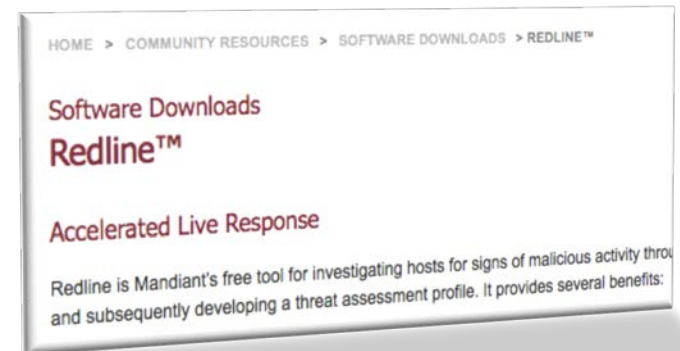 HOME > COMMUNITY RESOURCES > SOFTWARE DOWNLOADS > REDLINE™
Software Downloads
Redline™
Accelerated Live Response
Redline is Mandiant's free tool for investigating hosts for signs of malicious activity
and subsequently developing a threat assessment profile. It provides several benefits: